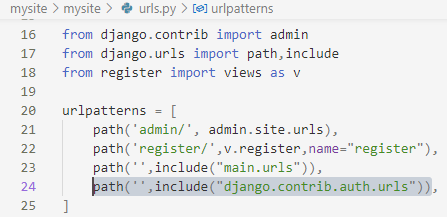 mysite > mysite > urls.py > urlpatterns
16 from django.contrib import admin
17 from django.urls import path,include
18 from register import views as v
19
20 urlpatterns = [
21     path('admin/', admin.site.urls),
22     path('register/',v.register,name="register"),
23     path('',include("main.urls")),
24     path('',include("django.contrib.auth.urls")),
25 ]